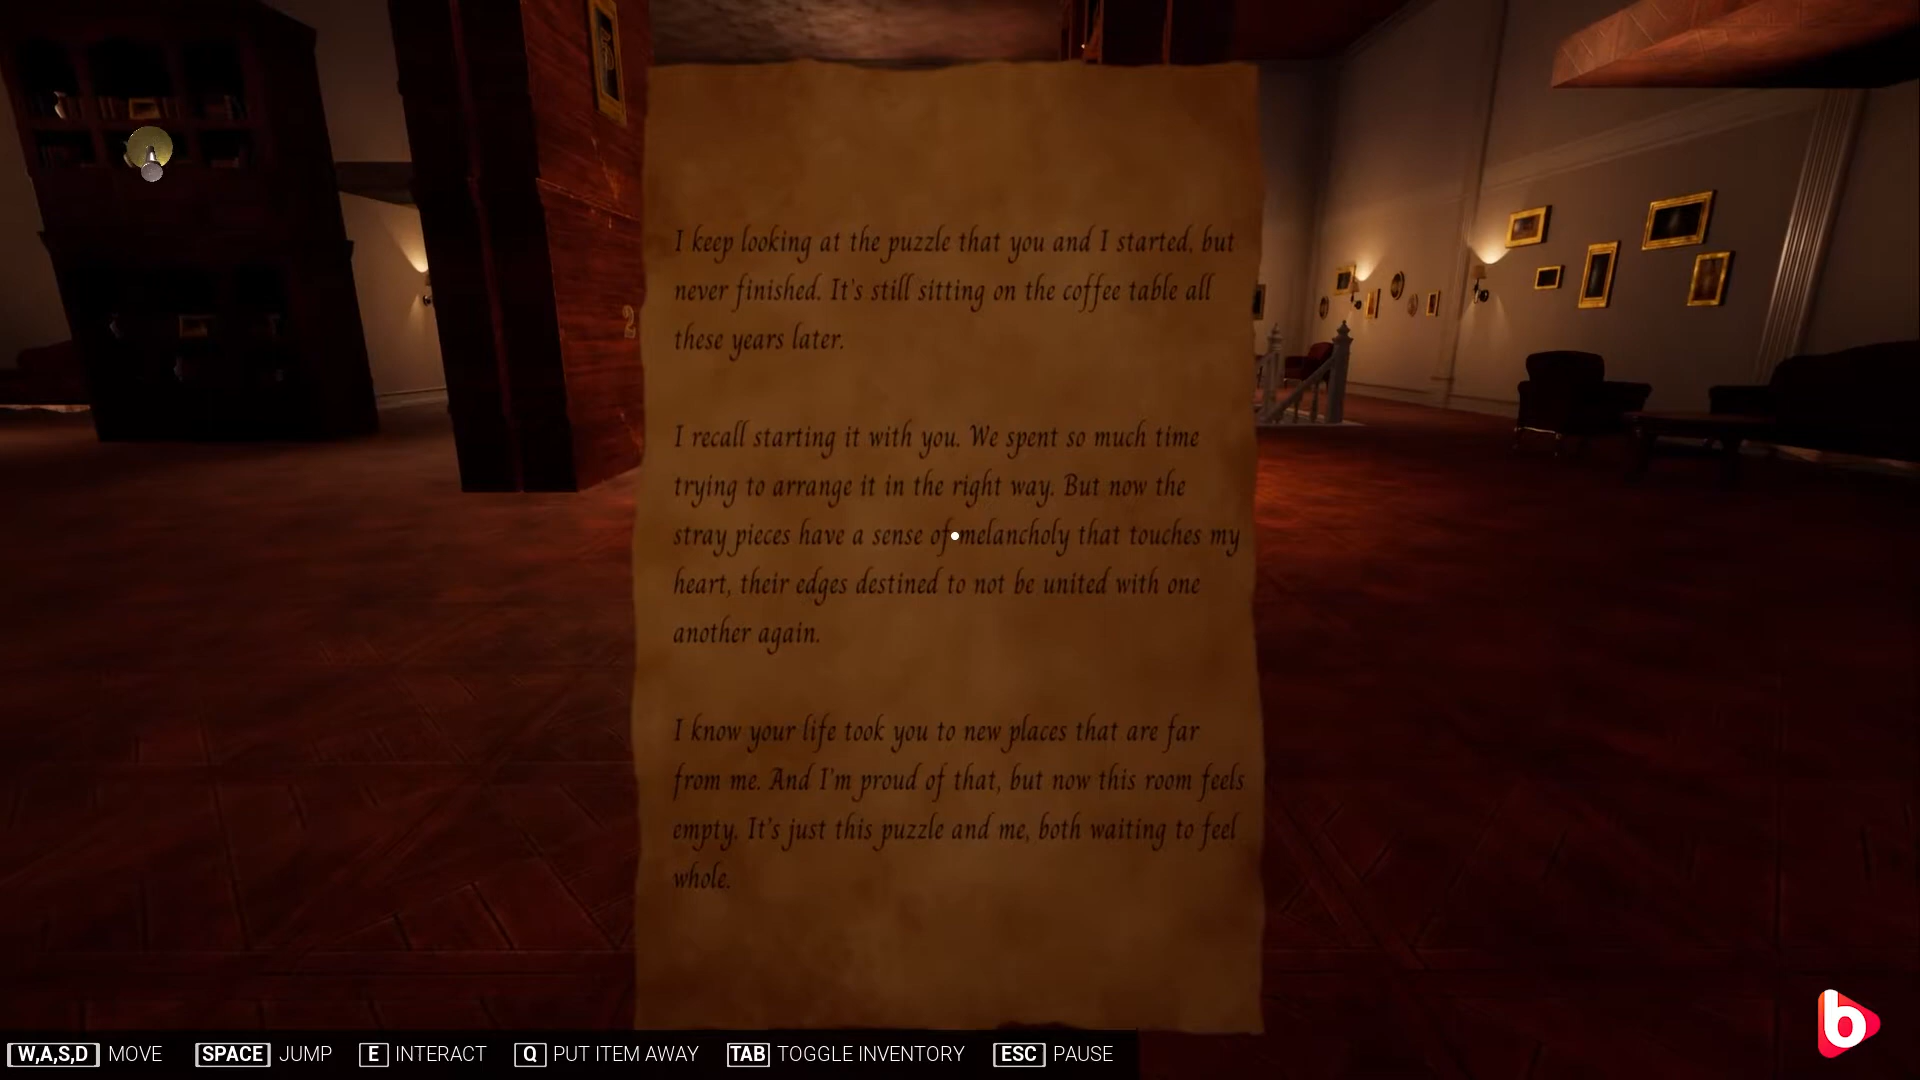 2
I keep looking at the puzzle that you and I started, but
never finished. It's still sitting on the coffee table all
these years later.
I recall starting it with you. We spent so much time
trying to arrange it in the right way. But now the
stray pieces have a sense of melancholy that touches my
heart, their edges destined to not be united with one
another again.
I know your life took you to new places that are far
from me. And I'm proud of that, but now this room feels
empty. It's just this puzzle and me, both waiting to feel
whole.
W,A,S,D MOVE SPACE JUMP E INTERACT Q PUT ITEM AWAY TAB TOGGLE INVENTORY ESC PAUSE
b